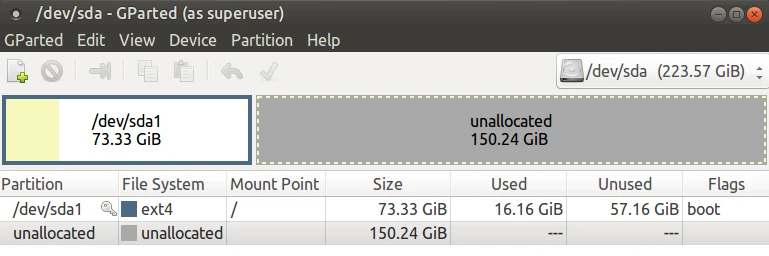 /dev/sda - GParted (as superuser)
GParted Edit View Device Partition Help
/dev/sda (223.57 GiB)
/dev/sda1
73.33 GiB
unallocated
150.24 GiB
Partition File System Mount Point Size Used Unused Flags
/dev/sda1 ext4 / 73.33 GiB 16.16 GiB 57.16 GiB boot
unallocated unallocated 150.24 GiB --- ---